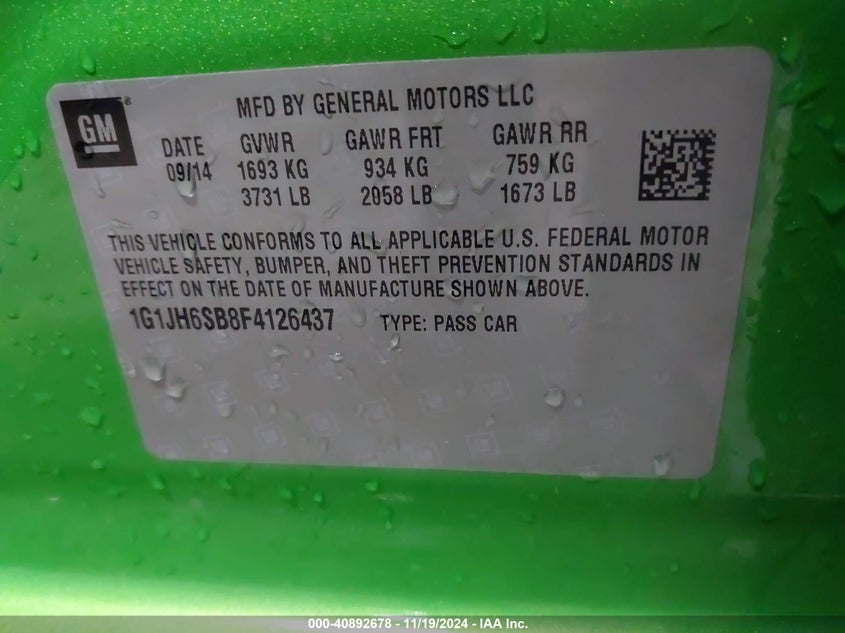 GM ®
MFD BY GENERAL MOTORS LLC
DATE GVWR GAWR FRT GAWR RR
09/14 1693 KG 934 KG 759 KG
3731 LB 2058 LB 1673 LB
THIS VEHICLE CONFORMS TO ALL APPLICABLE U.S. FEDERAL MOTOR
VEHICLE SAFETY, BUMPER, AND THEFT PREVENTION STANDARDS IN
EFFECT ON THE DATE OF MANUFACTURE SHOWN ABOVE.
1G1JH6SB8F4126437 TYPE: PASS CAR
000-40892678 - 11/19/2024 - IAA Inc.